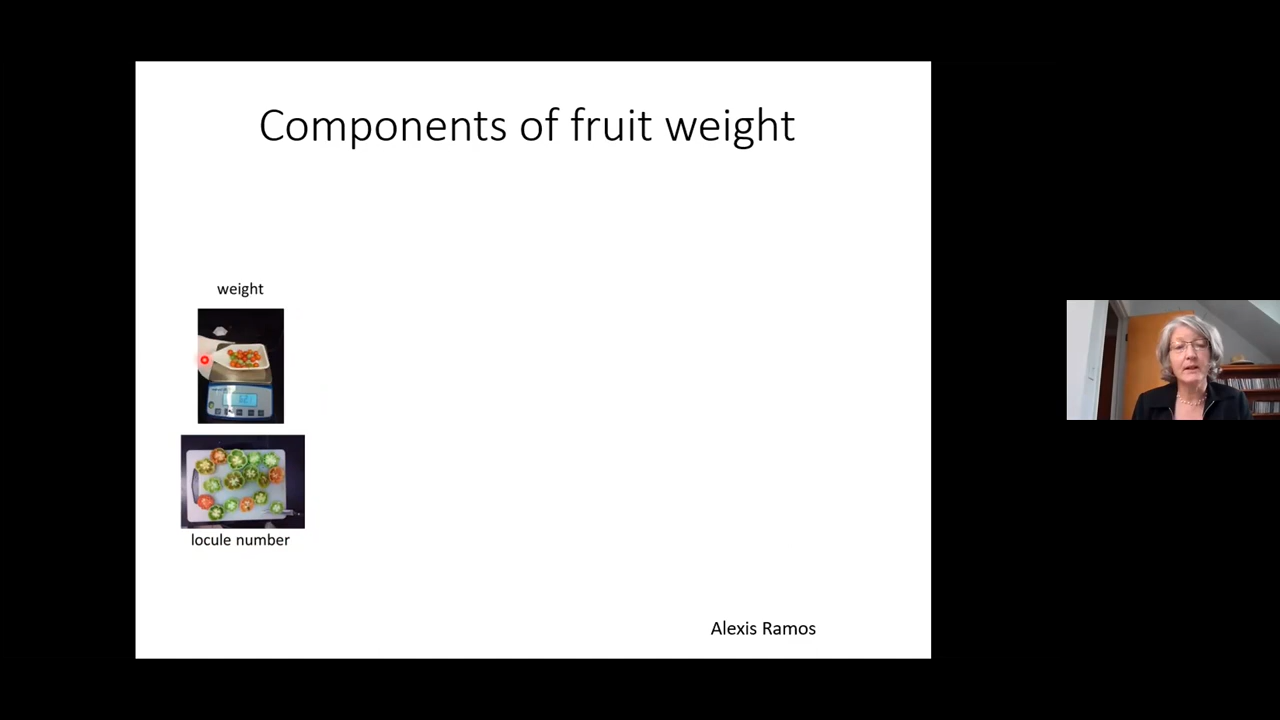 Components of fruit weight
weight
locule number
Alexis Ramos